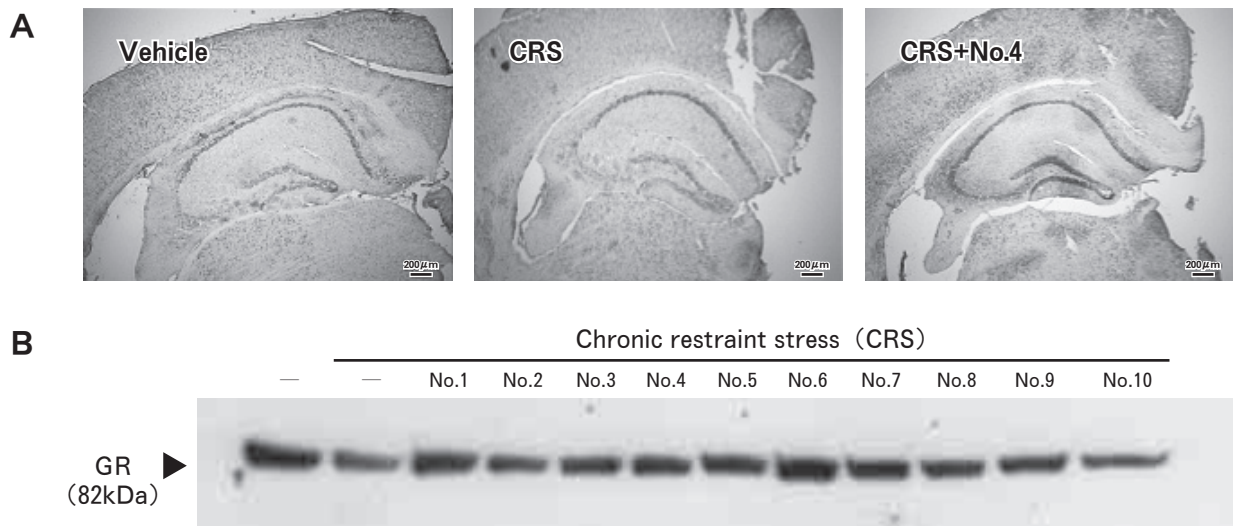 A
Vehicle
CRS
CRS+No.4
200μm
200μm
200μm
B
Chronic restraint stress（CRS）
— — No.1 No.2 No.3 No.4 No.5 No.6 No.7 No.8 No.9 No.10
GR
（82kDa）